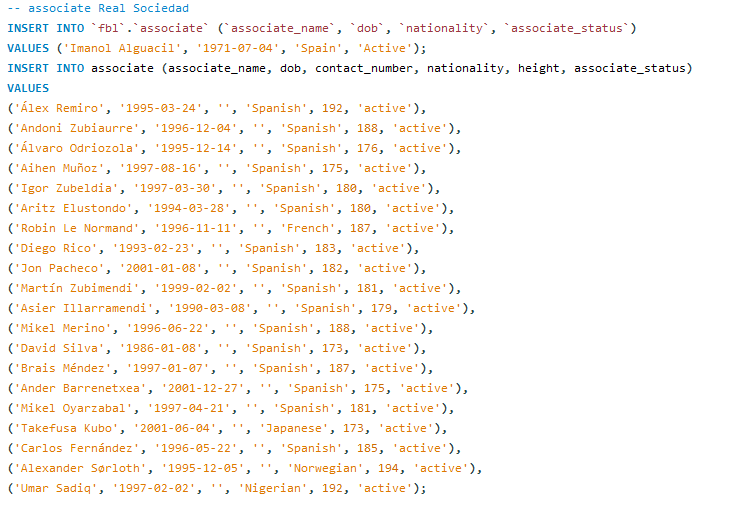 -- associate Real Sociedad
INSERT INTO `fbl`.`associate` (`associate_name`, `dob`, `nationality`, `associate_status`)
VALUES ('Imanol Alguacil', '1971-07-04', 'Spain', 'Active');
INSERT INTO associate (associate_name, dob, contact_number, nationality, height, associate_status)
VALUES
('Álex Remiro', '1995-03-24', '', 'Spanish', 192, 'active'),
('Andoni Zubiaurre', '1996-12-04', '', 'Spanish', 188, 'active'),
('Álvaro Odriozola', '1995-12-14', '', 'Spanish', 176, 'active'),
('Aihen Muñoz', '1997-08-16', '', 'Spanish', 175, 'active'),
('Igor Zubeldia', '1997-03-30', '', 'Spanish', 180, 'active'),
('Aritz Elustondo', '1994-03-28', '', 'Spanish', 180, 'active'),
('Robin Le Normand', '1996-11-11', '', 'French', 187, 'active'),
('Diego Rico', '1993-02-23', '', 'Spanish', 183, 'active'),
('Jon Pacheco', '2001-01-08', '', 'Spanish', 182, 'active'),
('Martín Zubimendi', '1999-02-02', '', 'Spanish', 181, 'active'),
('Asier Illarramendi', '1990-03-08', '', 'Spanish', 179, 'active'),
('Mikel Merino', '1996-06-22', '', 'Spanish', 188, 'active'),
('David Silva', '1986-01-08', '', 'Spanish', 173, 'active'),
('Brais Méndez', '1997-01-07', '', 'Spanish', 187, 'active'),
('Ander Barrenetxea', '2001-12-27', '', 'Spanish', 175, 'active'),
('Mikel Oyarzabal', '1997-04-21', '', 'Spanish', 181, 'active'),
('Takefusa Kubo', '2001-06-04', '', 'Japanese', 173, 'active'),
('Carlos Fernández', '1996-05-22', '', 'Spanish', 185, 'active'),
('Alexander Sørloth', '1995-12-05', '', 'Norwegian', 194, 'active'),
('Umar Sadiq', '1997-02-02', '', 'Nigerian', 192, 'active');